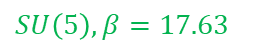 SU(5), β = 17.63